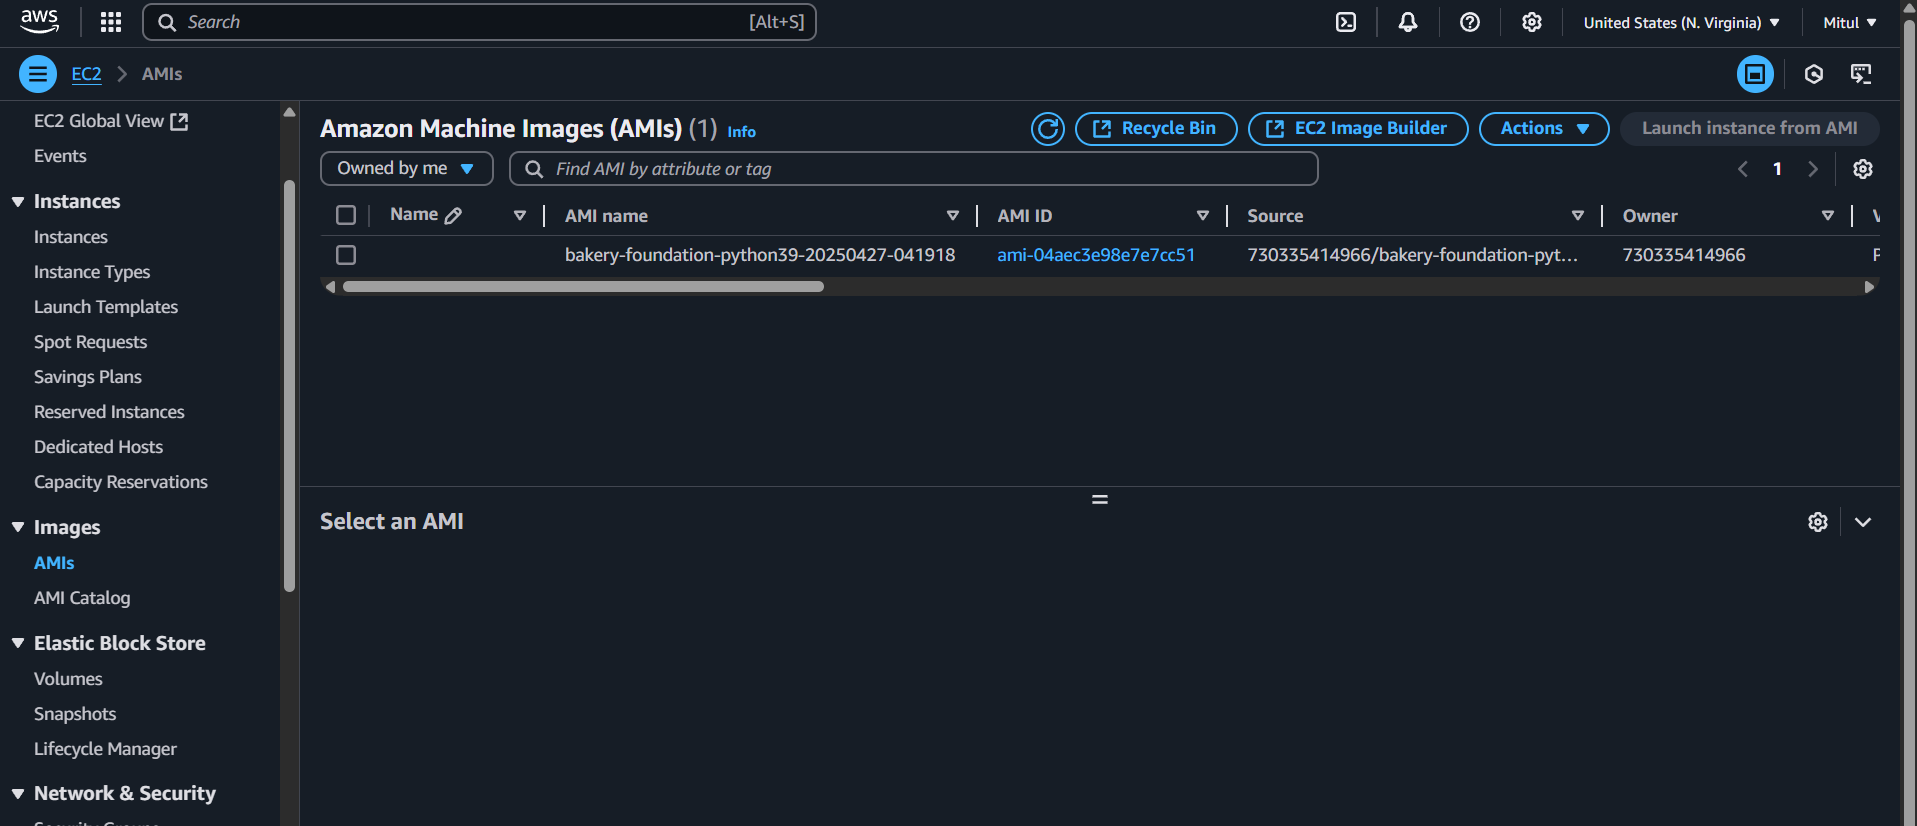 aws
Search [Alt+S]
United States (N. Virginia)
Mitul
EC2 > AMIs
EC2 Global View
Events
Instances
Instances
Instance Types
Launch Templates
Spot Requests
Savings Plans
Reserved Instances
Dedicated Hosts
Capacity Reservations
Images
AMIs
AMI Catalog
Elastic Block Store
Volumes
Snapshots
Lifecycle Manager
Network & Security
Amazon Machine Images (AMIs) (1) Info
Recycle Bin
EC2 Image Builder
Actions
Launch instance from AMI
Owned by me
Find AMI by attribute or tag
1
Name AMI name AMI ID Source Owner
bakery-foundation-python39-20250427-041918 ami-04aec3e98e7e7cc51 730335414966/bakery-foundation-pyt... 730335414966
Select an AMI